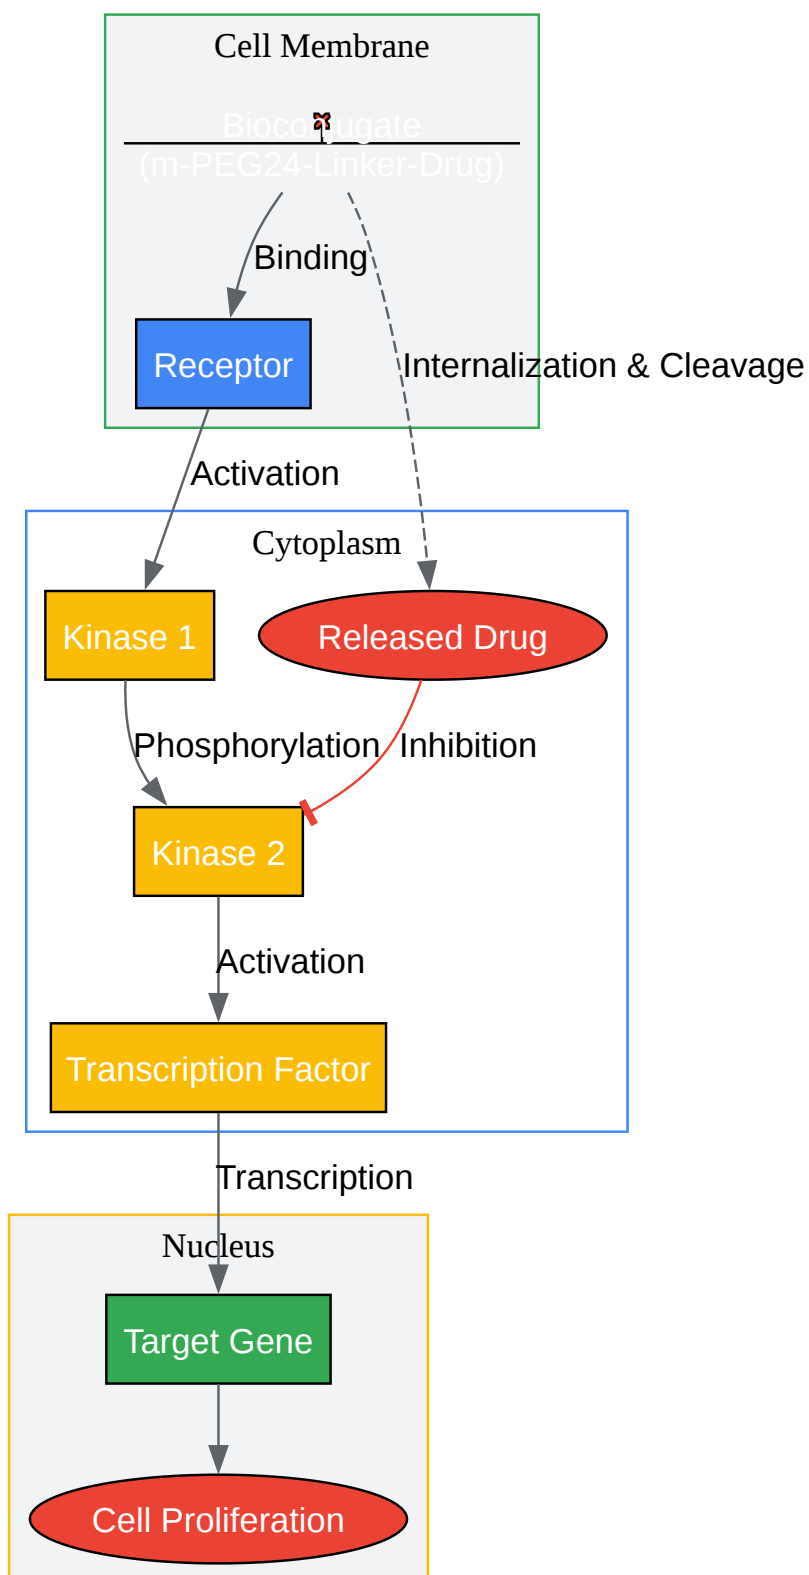 Cell Membrane
Bioconjugate
(m-PEG24-Linker-Drug)
Binding
Receptor
Internalization & Cleavage
Activation
Cytoplasm
Kinase 1
Released Drug
Phosphorylation
Inhibition
Kinase 2
Activation
Transcription Factor
Transcription
Nucleus
Target Gene
Cell Proliferation